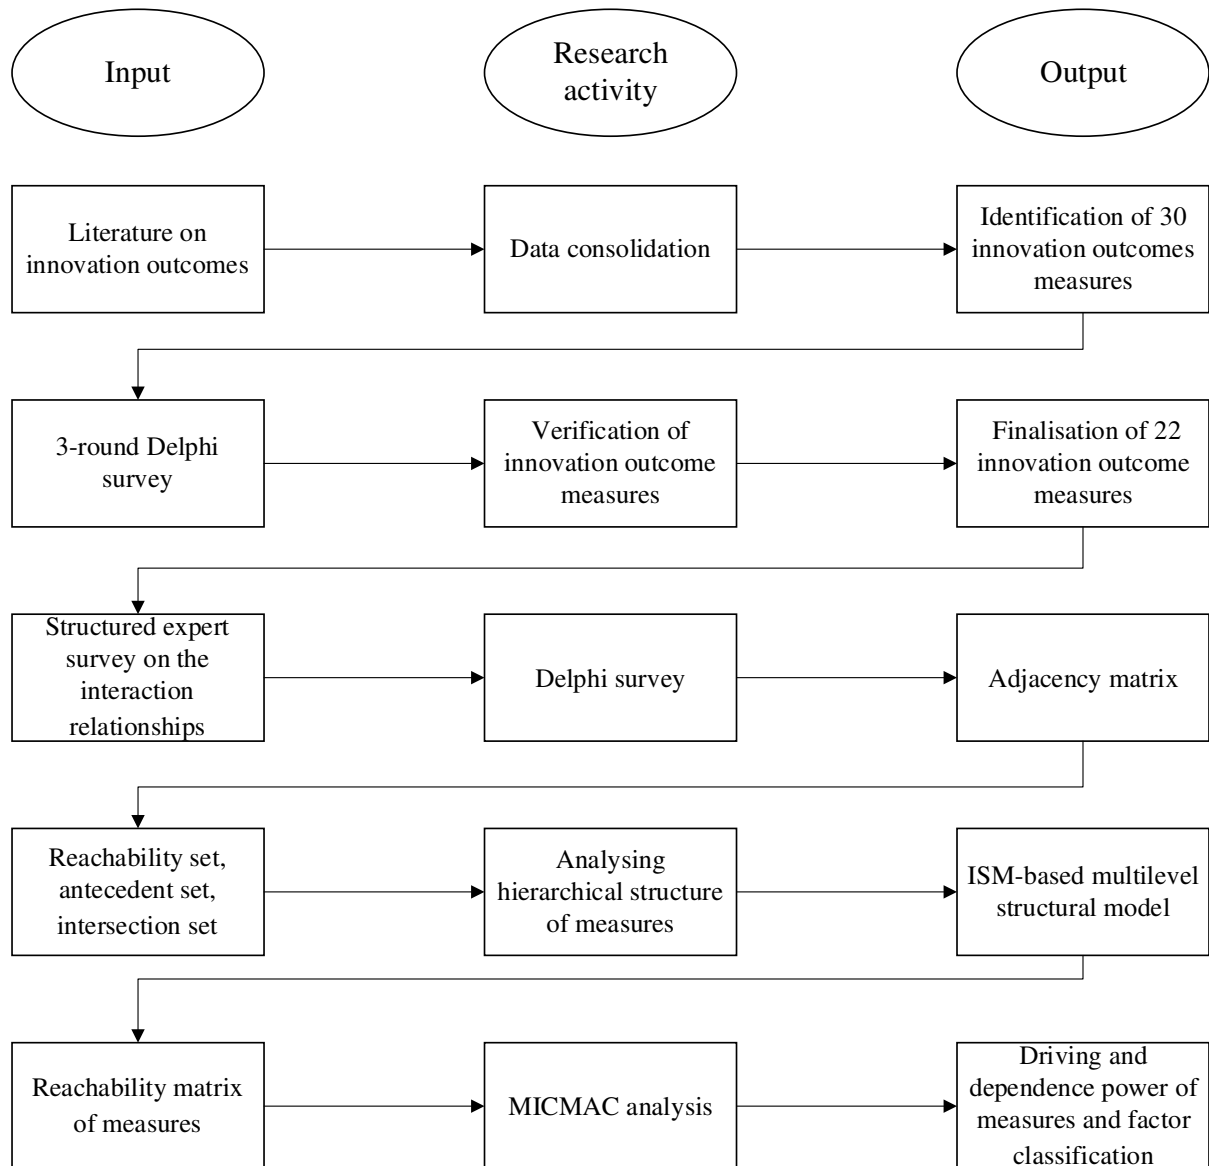 Input
Research
activity
Output
Literature on
innovation outcomes
Data consolidation
Identification of 30
innovation outcomes
measures
3-round Delphi
survey
Verification of
innovation outcome
measures
Finalisation of 22
innovation outcome
measures
Structured expert
survey on the
interaction
relationships
Delphi survey
Adjacency matrix
Reachability set,
antecedent set,
intersection set
Analysing
hierarchical structure
of measures
ISM-based multilevel
structural model
Reachability matrix
of measures
MICMAC analysis
Driving and
dependence power of
measures and factor
classification